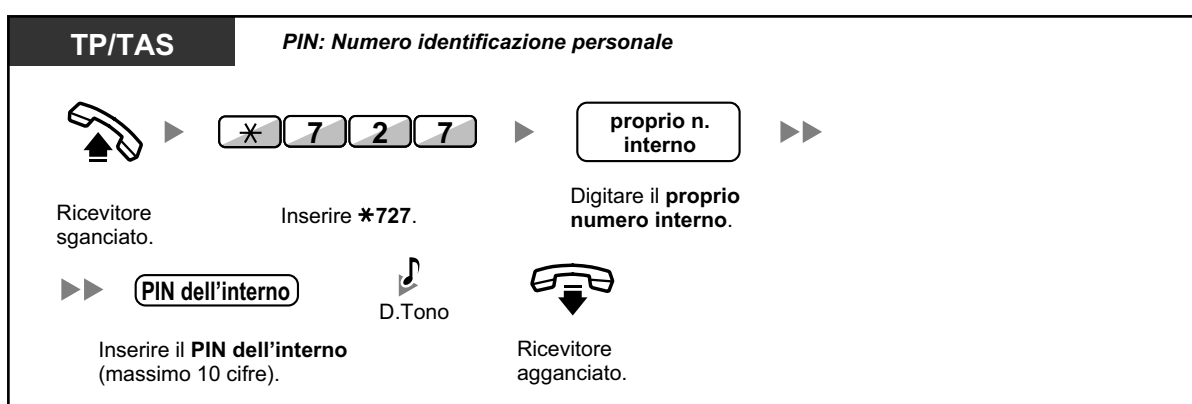 TP/TAS
PIN: Numero identificazione personale
✳ 7 2 7
proprio n.
interno
Ricevitore
sganciato.
Inserire ✳727.
Digitare il proprio
numero interno.
PIN dell'interno
D.Tono
Inserire il PIN dell'interno
(massimo 10 cifre).
Ricevitore
agganciato.